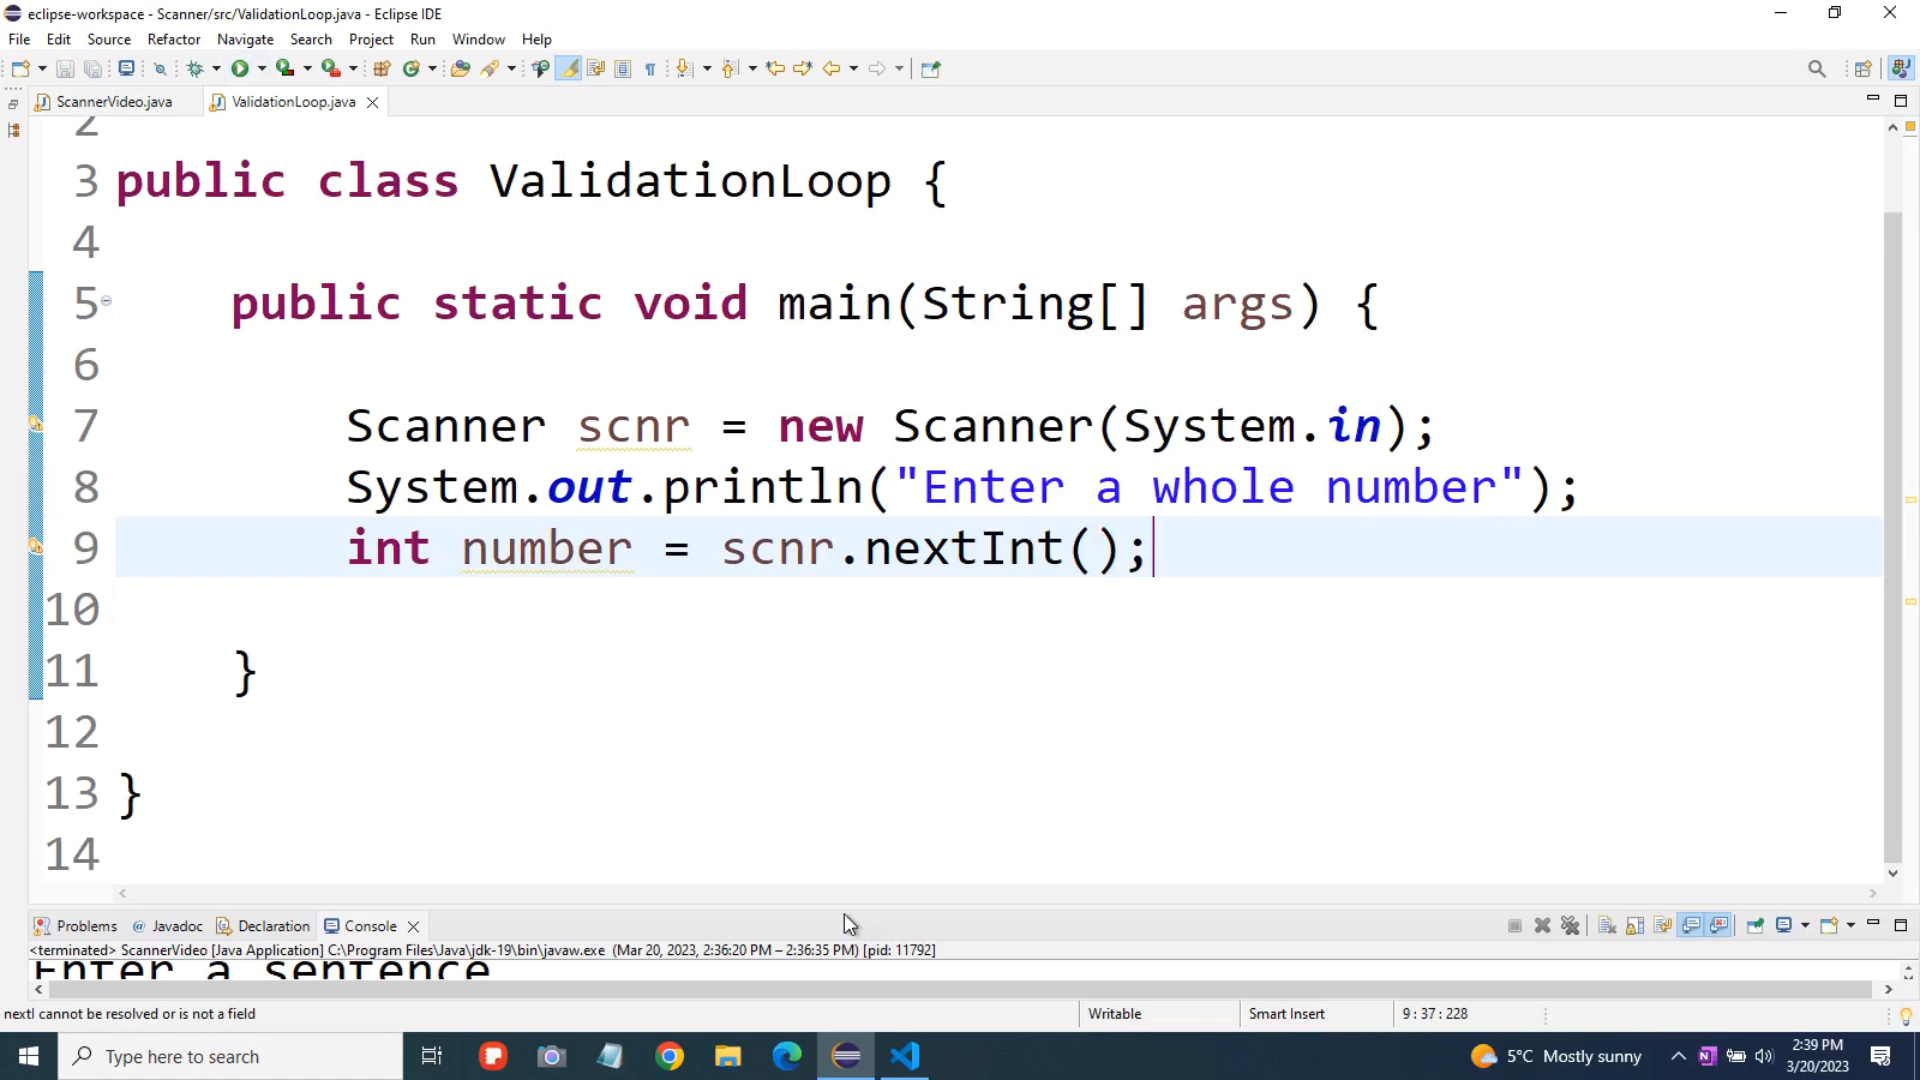 eclipse-workspace - Scanner/src/ValidationLoop.java - Eclipse IDE
File Edit Source Refactor Navigate Search Project Run Window Help
ScannerVideo.java ValidationLoop.java
2
3 public class ValidationLoop {
4
5 public static void main(String[] args) {
6
7 Scanner scnr = new Scanner(System.in);
8 System.out.println("Enter a whole number");
9 int number = scnr.nextInt();
10
11 }
12
13 }
14
Problems @ Javadoc Declaration Console
<terminated> ScannerVideo [Java Application] C:\Program Files\Java\jdk-19\bin\javaw.exe (Mar 20, 2023, 2:36:20 PM – 2:36:35 PM) [pid: 11792]
Enter a sentence
nextI cannot be resolved or is not a field Writable Smart Insert 9 : 37 : 228
Type here to search 5°C Mostly sunny 2:39 PM
3/20/2023